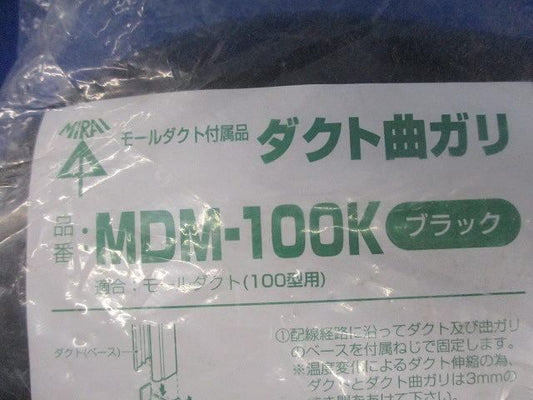 MIRAI
モールダクト付属品 ダクト曲ガリ
品番: MDM-100K ブラック
適合:モールダクト(100型用)
ダクト(ベース)
①配線経路に沿ってダクト及び曲ガリ
のベースを付属ねじで固定します。
※温度変化によるダクト伸縮の為、
ダクトとダクト曲ガリは3mmの